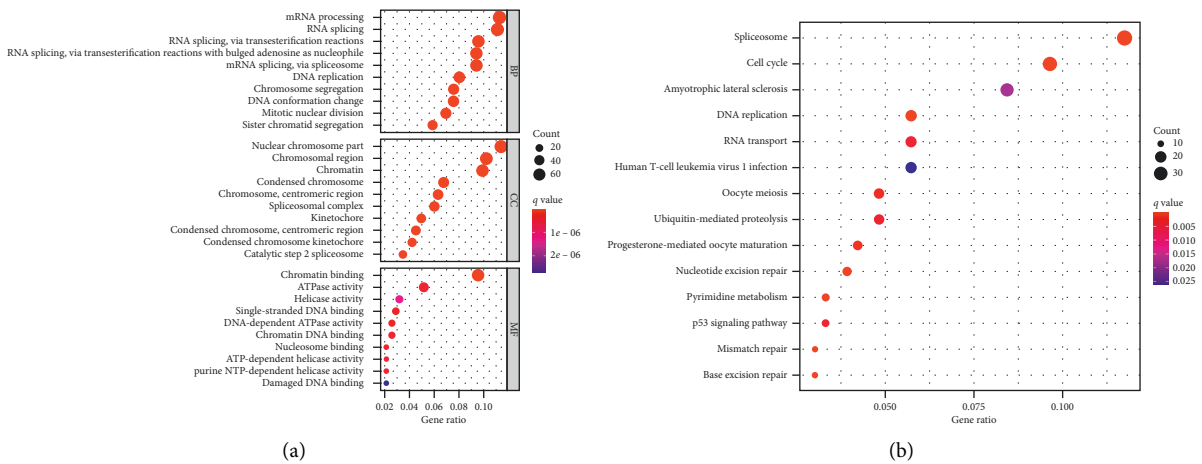 mRNA processing
RNA splicing
RNA splicing, via transesterification reactions
RNA splicing, via transesterification reactions with bulged adenosine as nucleophile
mRNA splicing, via spliceosome
DNA replication
Chromosome segregation
DNA conformation change
Mitotic nuclear division
Sister chromatid segregation
BP
Nuclear chromosome part
Chromosomal region
Chromatin
Condensed chromosome
Chromosome, centromeric region
Spliceosomal complex
Kinetochore
Condensed chromosome, centromeric region
Condensed chromosome kinetochore
Catalytic step 2 spliceosome
CC
Chromatin binding
ATPase activity
Helicase activity
Single-stranded DNA binding
DNA-dependent ATPase activity
Chromatin DNA binding
Nucleosome binding
ATP-dependent helicase activity
purine NTP-dependent helicase activity
Damaged DNA binding
MF
0.02 0.04 0.06 0.08 0.10
Gene ratio
Count
20
40
60
q value
1e – 06
2e – 06
(a)
Spliceosome
Cell cycle
Amyotrophic lateral sclerosis
DNA replication
RNA transport
Human T-cell leukemia virus 1 infection
Oocyte meiosis
Ubiquitin-mediated proteolysis
Progesterone-mediated oocyte maturation
Nucleotide excision repair
Pyrimidine metabolism
p53 signaling pathway
Mismatch repair
Base excision repair
0.050 0.075 0.100
Gene ratio
Count
10
20
30
q value
0.005
0.010
0.015
0.020
0.025
(b)